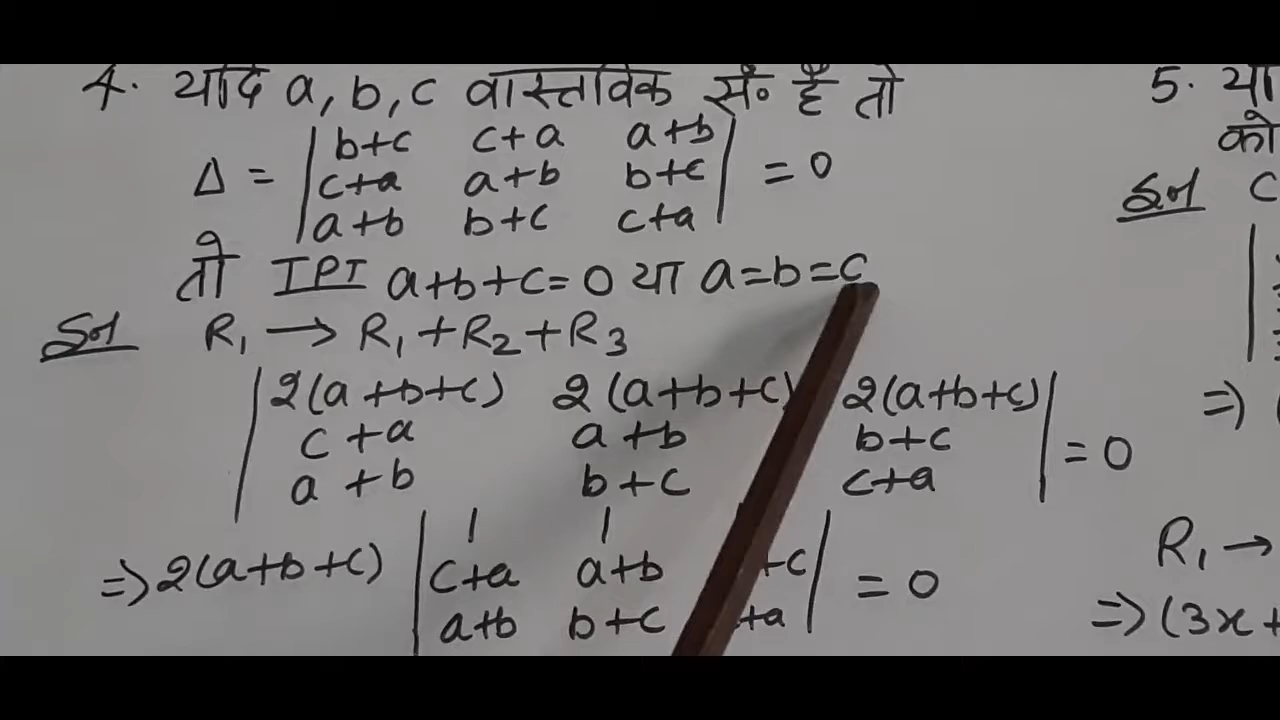 4. यदि a, b, c वास्तविक सं० है तो
Δ = | b+c c+a a+b |
| c+a a+b b+c | = 0
| a+b b+c c+a |
तो TPT a+b+c=0 या a=b=c
Sol R₁ → R₁ + R₂ + R₃
| 2(a+b+c) 2(a+b+c) 2(a+b+c) |
| c+a a+b b+c | = 0
| a+b b+c c+a |
=> 2(a+b+c) | 1 1
| c+a a+b +c | = 0
| a+b b+c +a |
5. या
को
Sol C
=> (
R₁ →
=> (3x+